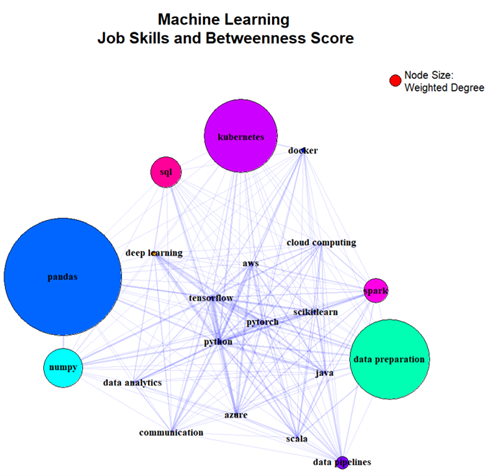 Machine Learning
Job Skills and Betweenness Score
Node Size:
Weighted Degree
kubernetes
docker
sql
cloud computing
deep learning
aws
pandas
spark
tensorflow
scikitlearn
pytorch
python
data preparation
numpy
java
data analytics
azure
communication
scala
data pipelines